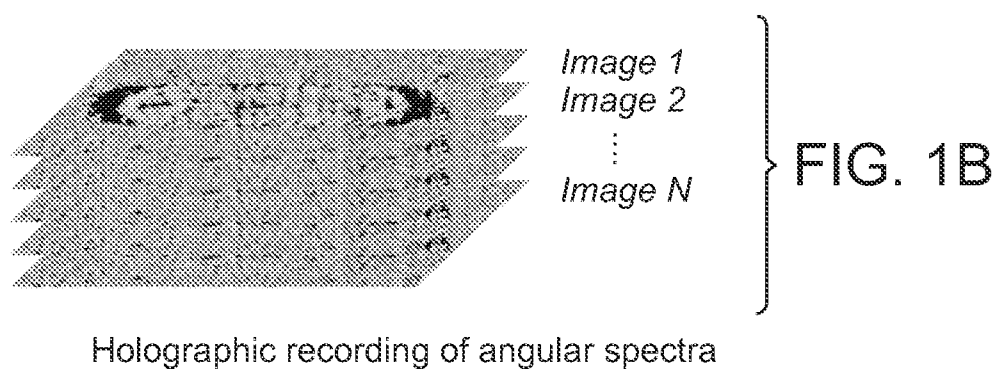 Image 1
Image 2
⋮
Image N
FIG. 1B
Holographic recording of angular spectra